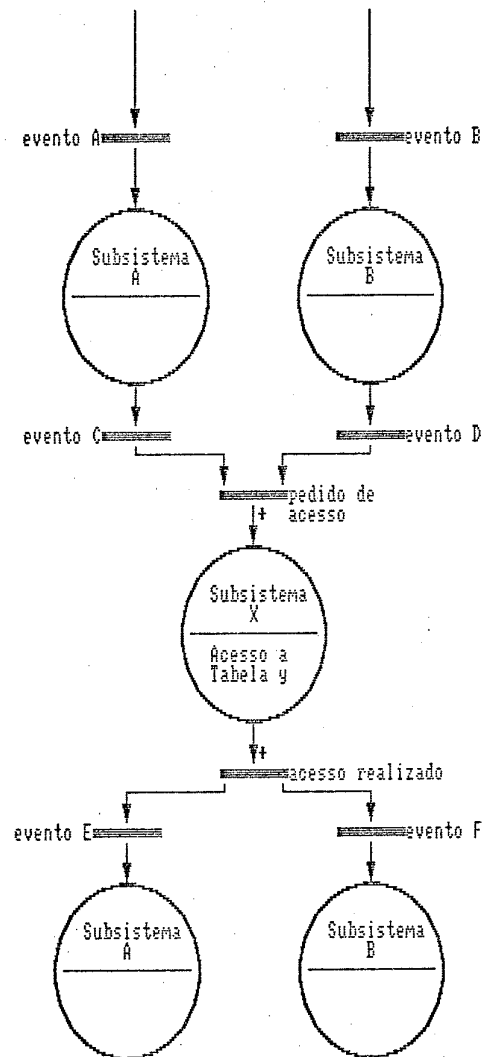 evento A
evento B
Subsistema
A
Subsistema
B
evento C
evento D
pedido de
acesso
+
Subsistema
X
Acesso a
Tabela y
+
acesso realizado
evento E
evento F
Subsistema
A
Subsistema
B